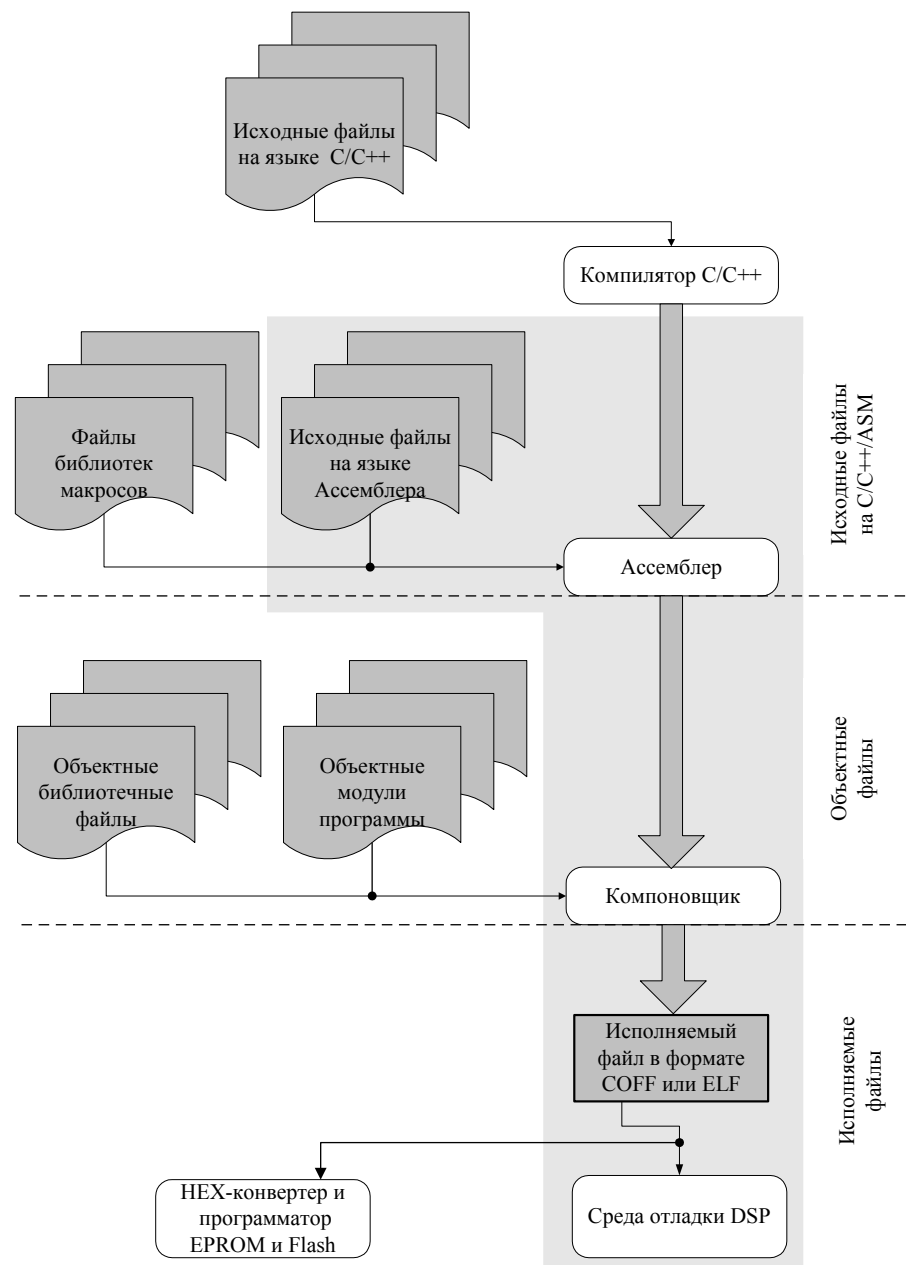 Исходные файлы
на языке C/C++
Компилятор C/C++
Файлы
библиотек
макросов
Исходные файлы
на языке
Ассемблера
Исходные файлы
на C/C++/ASM
Ассемблер
Объектные
библиотечные
файлы
Объектные
модули
программы
Объектные
файлы
Компоновщик
Исполняемый
файл в формате
COFF или ELF
Исполняемые
файлы
HEX-конвертер и
программатор
EPROM и Flash
Среда отладки DSP